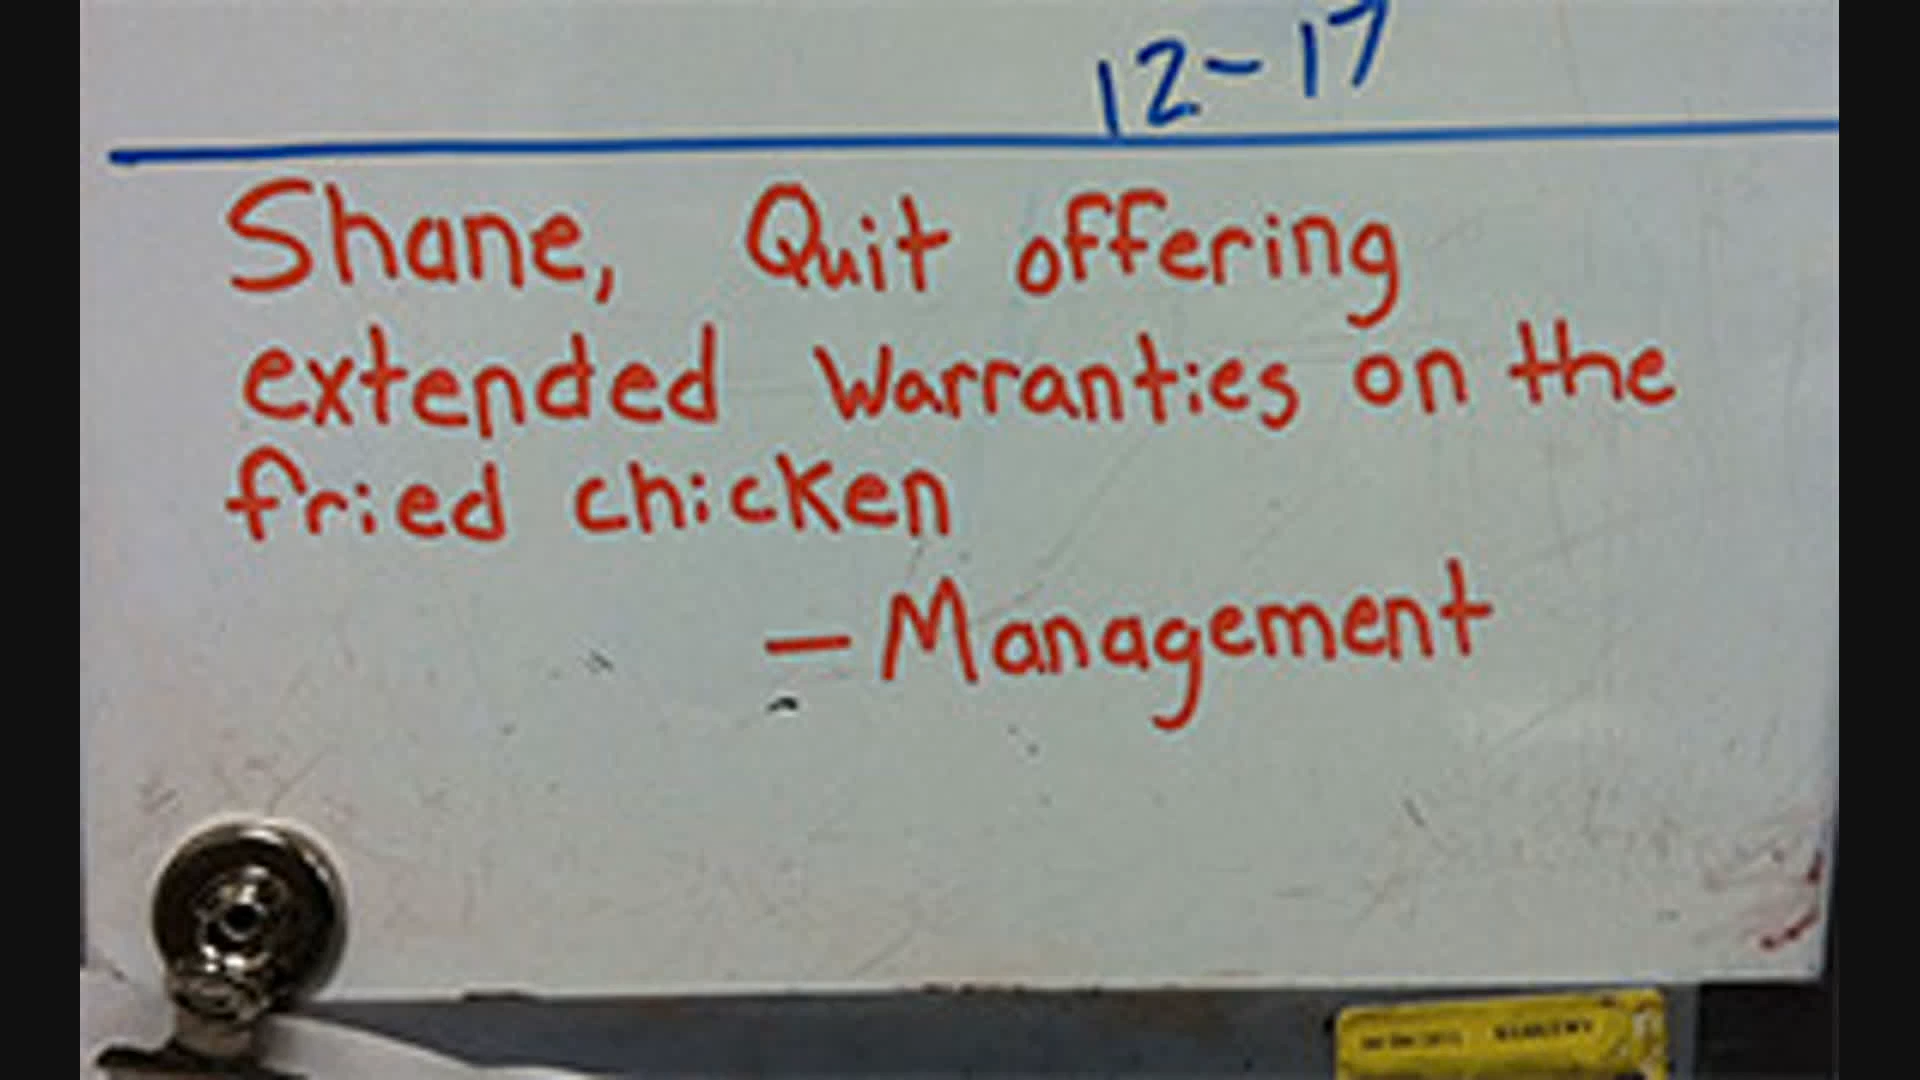 12-17
Shane, Quit offering
extended Warranties on the
fried chicken
- Management